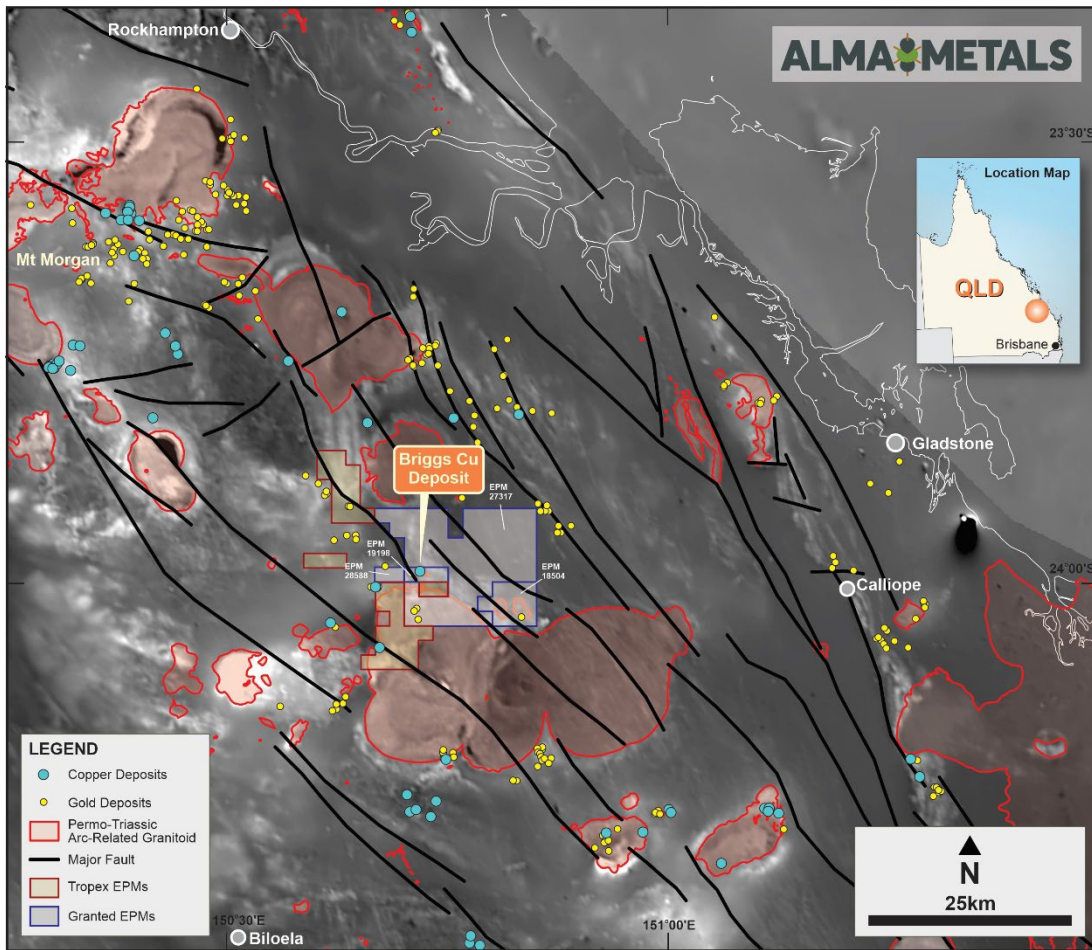 Rockhampton
ALMA METALS
23°30'
Location Map
QLD
Brisbane
Mt Morgan
Gladstone
Briggs Cu
Deposit
EPM
27317
EPM
19198
EPM
28588
EPM
18504
24°00'S
Calliope
LEGEND
Copper Deposits
Gold Deposits
Permo-Triassic
Arc-Related Granitoid
Major Fault
Tropex EPMs
Granted EPMs
N
25km
150°30'E
151°00'E
Biloela